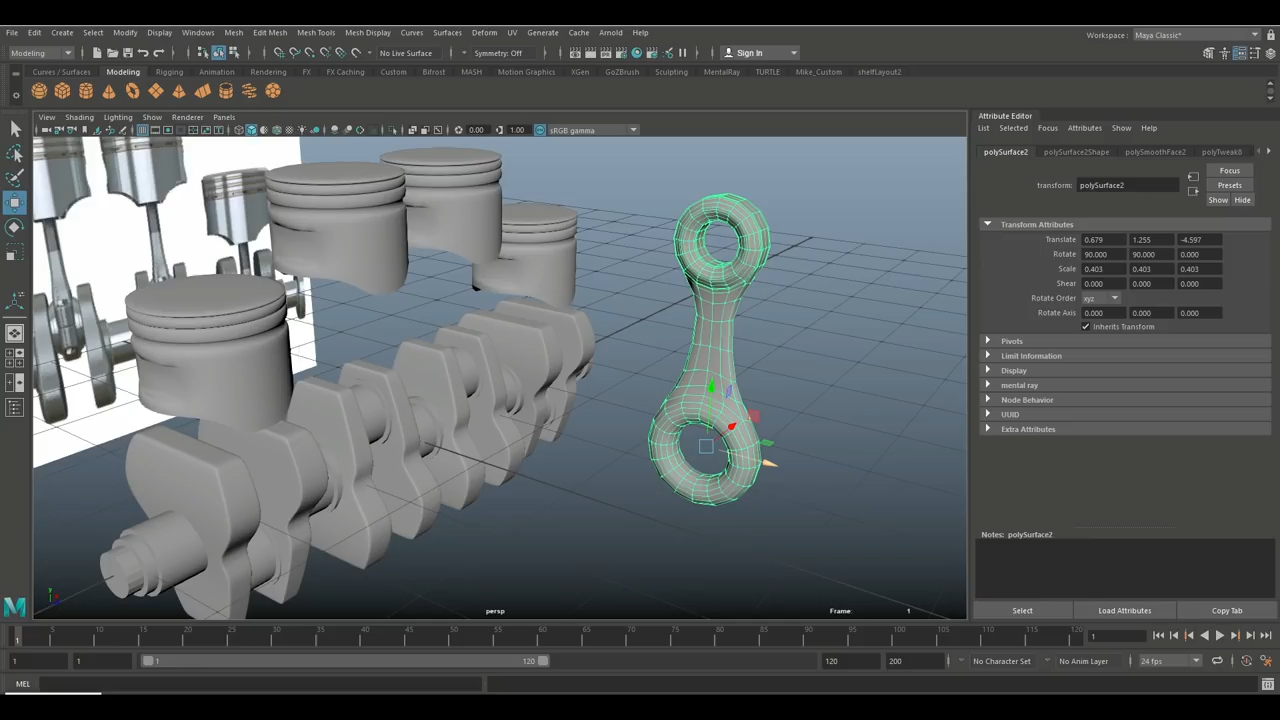 File Edit Create Select Modify Display Windows Mesh Edit Mesh Mesh Tools Mesh Display Curves Surfaces Deform UV Generate Cache Arnold Help Workspace: Maya Classic*
Modeling No Live Surface Symmetry: Off Sign In
Curves / Surfaces Modeling Rigging Animation Rendering FX FX Caching Custom Bifrost MASH Motion Graphics XGen GoZBrush Sculpting MentalRay TURTLE Mike_Custom shelfLayout2
View Shading Lighting Show Renderer Panels
0.00 1.00 sRGB gamma
Attribute Editor
List Selected Focus Attributes Show Help
polySurface2 polySurface2Shape polySmoothFace2 polyTweak8
Focus
transform: polySurface2 Presets
Show Hide
Transform Attributes
Translate 0.679 1.255 -4.597
Rotate 90.000 90.000 0.000
Scale 0.403 0.403 0.403
Shear 0.000 0.000 0.000
Rotate Order xyz
Rotate Axis 0.000 0.000 0.000
Inherits Transform
Pivots
Limit Information
Display
mental ray
Node Behavior
UUID
Extra Attributes
Notes: polySurface2
y
persp Frame: 1
Select Load Attributes Copy Tab
1 5 10 15 20 25 30 35 40 45 50 55 60 65 70 75 80 85 90 95 100 105 110 115 120 1
1 1 1 120 120 200 No Character Set No Anim Layer 24 fps
MEL